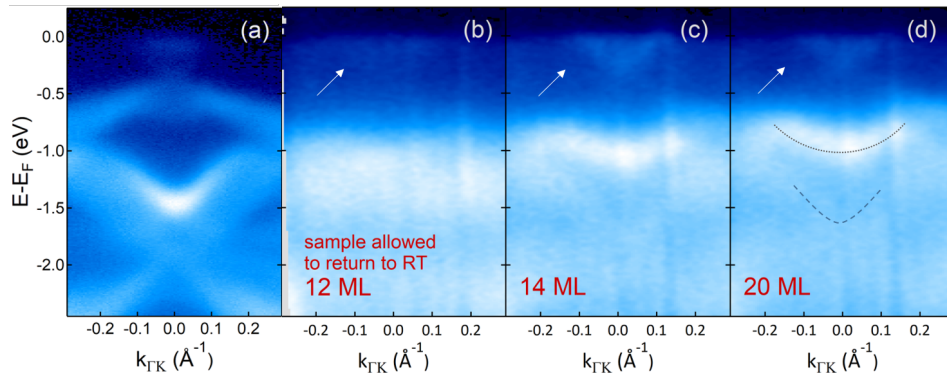 (a) (b) (c) (d)
E-E_F (eV)
0.0
-0.5
-1.0
-1.5
-2.0
sample allowed
to return to RT
12 ML 14 ML 20 ML
-0.2 -0.1 0.0 0.1 0.2 -0.2 -0.1 0.0 0.1 0.2 -0.2 -0.1 0.0 0.1 0.2 -0.2 -0.1 0.0 0.1 0.2
k_ΓK (Å⁻¹) k_ΓK (Å⁻¹) k_ΓK (Å⁻¹) k_ΓK (Å⁻¹)